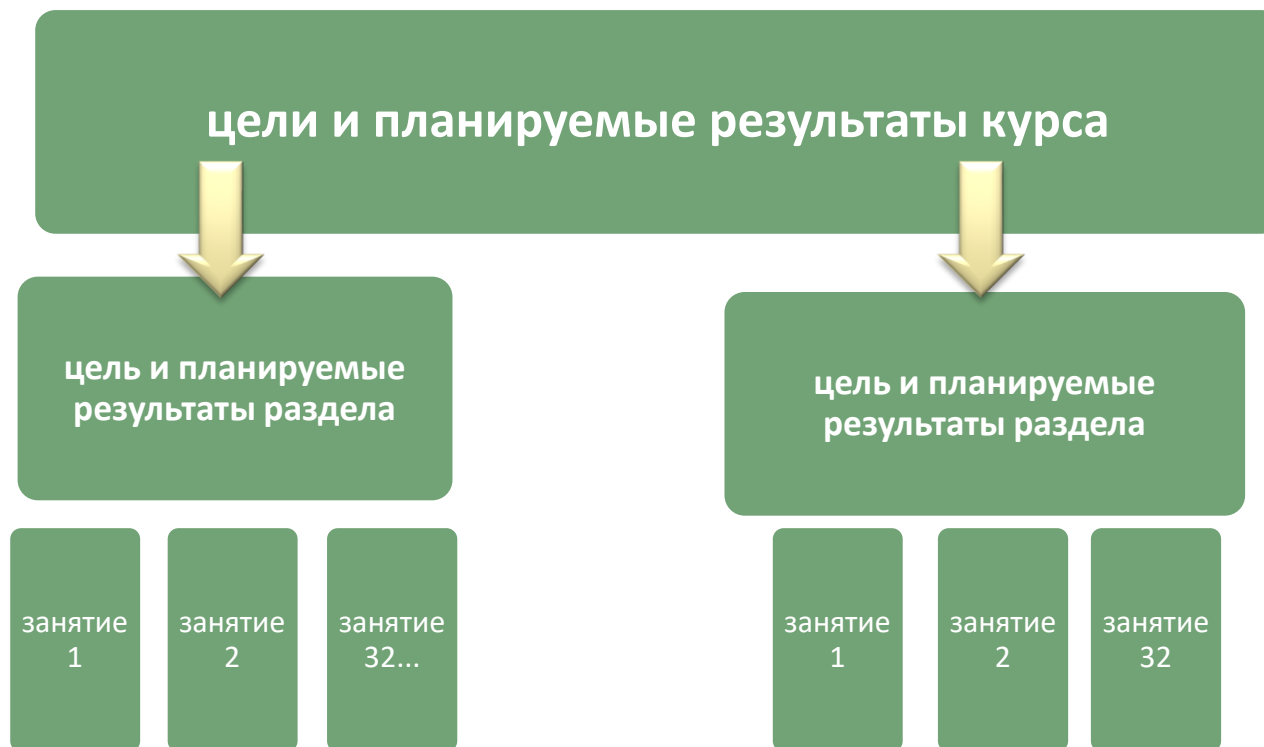 цели и планируемые результаты курса
цель и планируемые
результаты раздела
цель и планируемые
результаты раздела
занятие
1
занятие
2
занятие
32...
занятие
1
занятие
2
занятие
32